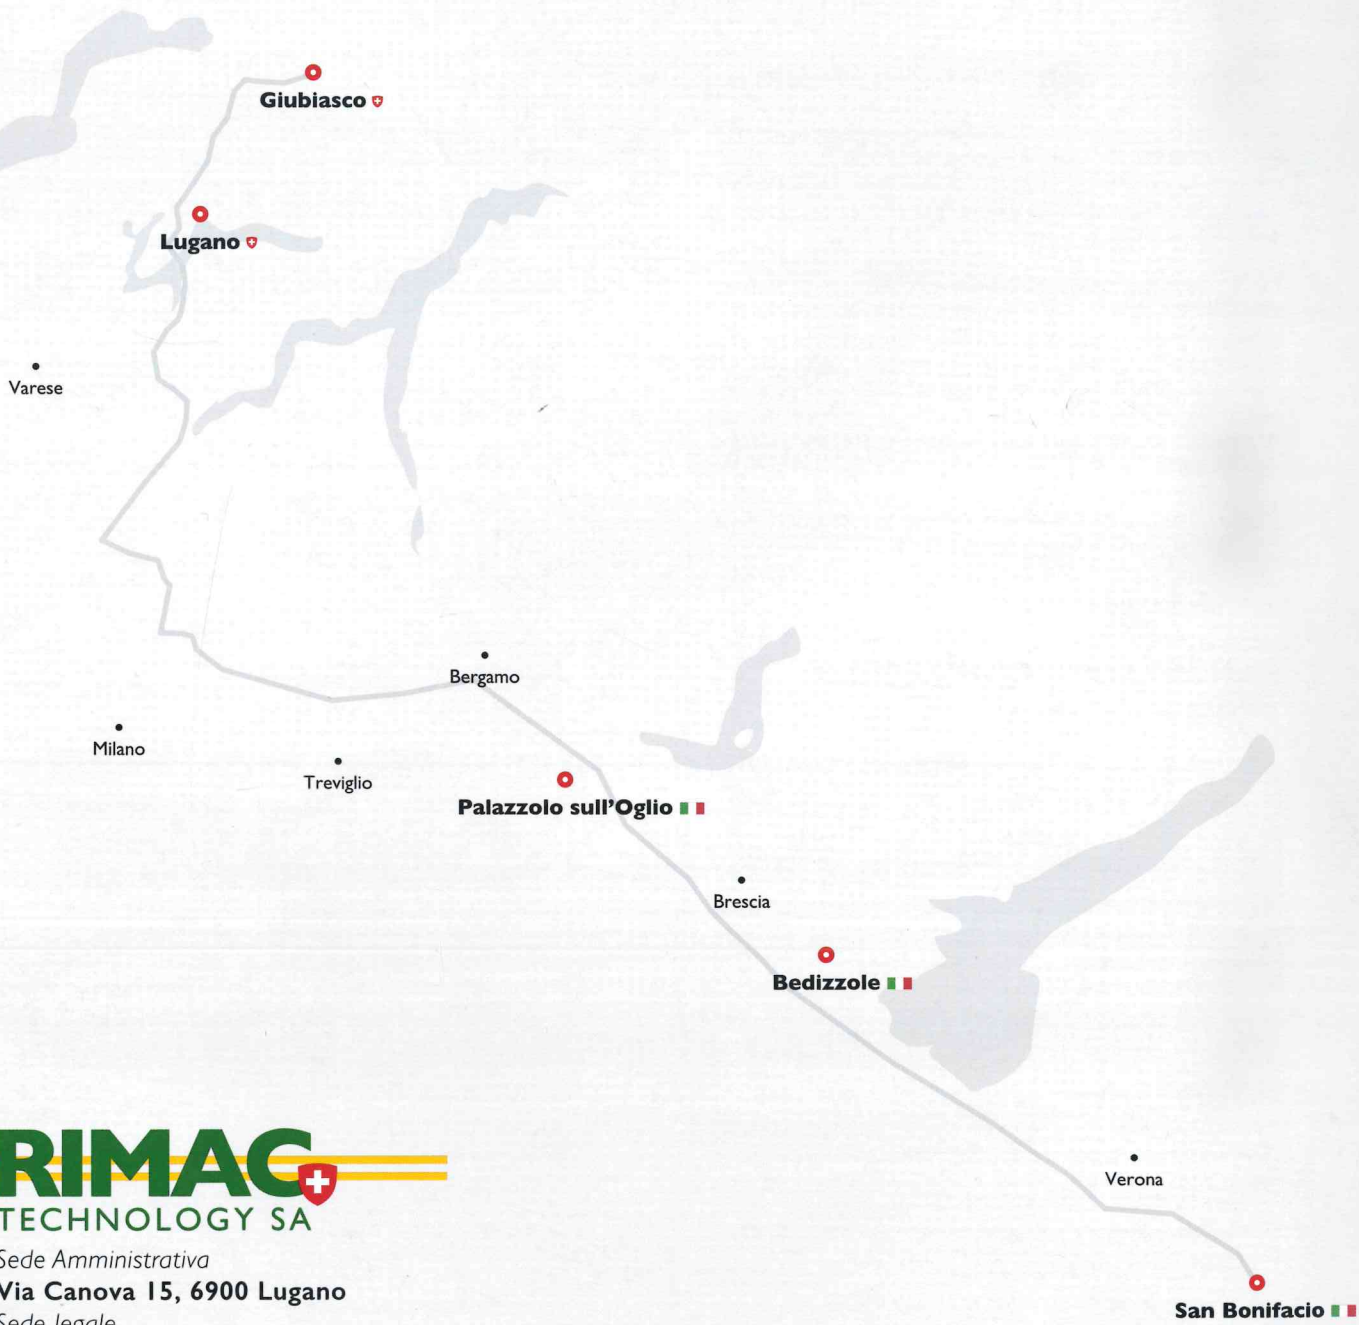 Giubiasco
Lugano
Varese
Bergamo
Milano
Treviglio
Palazzolo sull'Oglio
Brescia
Bedizzole
Verona
RIMAC
TECHNOLOGY SA
Sede Amministrativa
Via Canova 15, 6900 Lugano
Sede legale
San Bonifacio